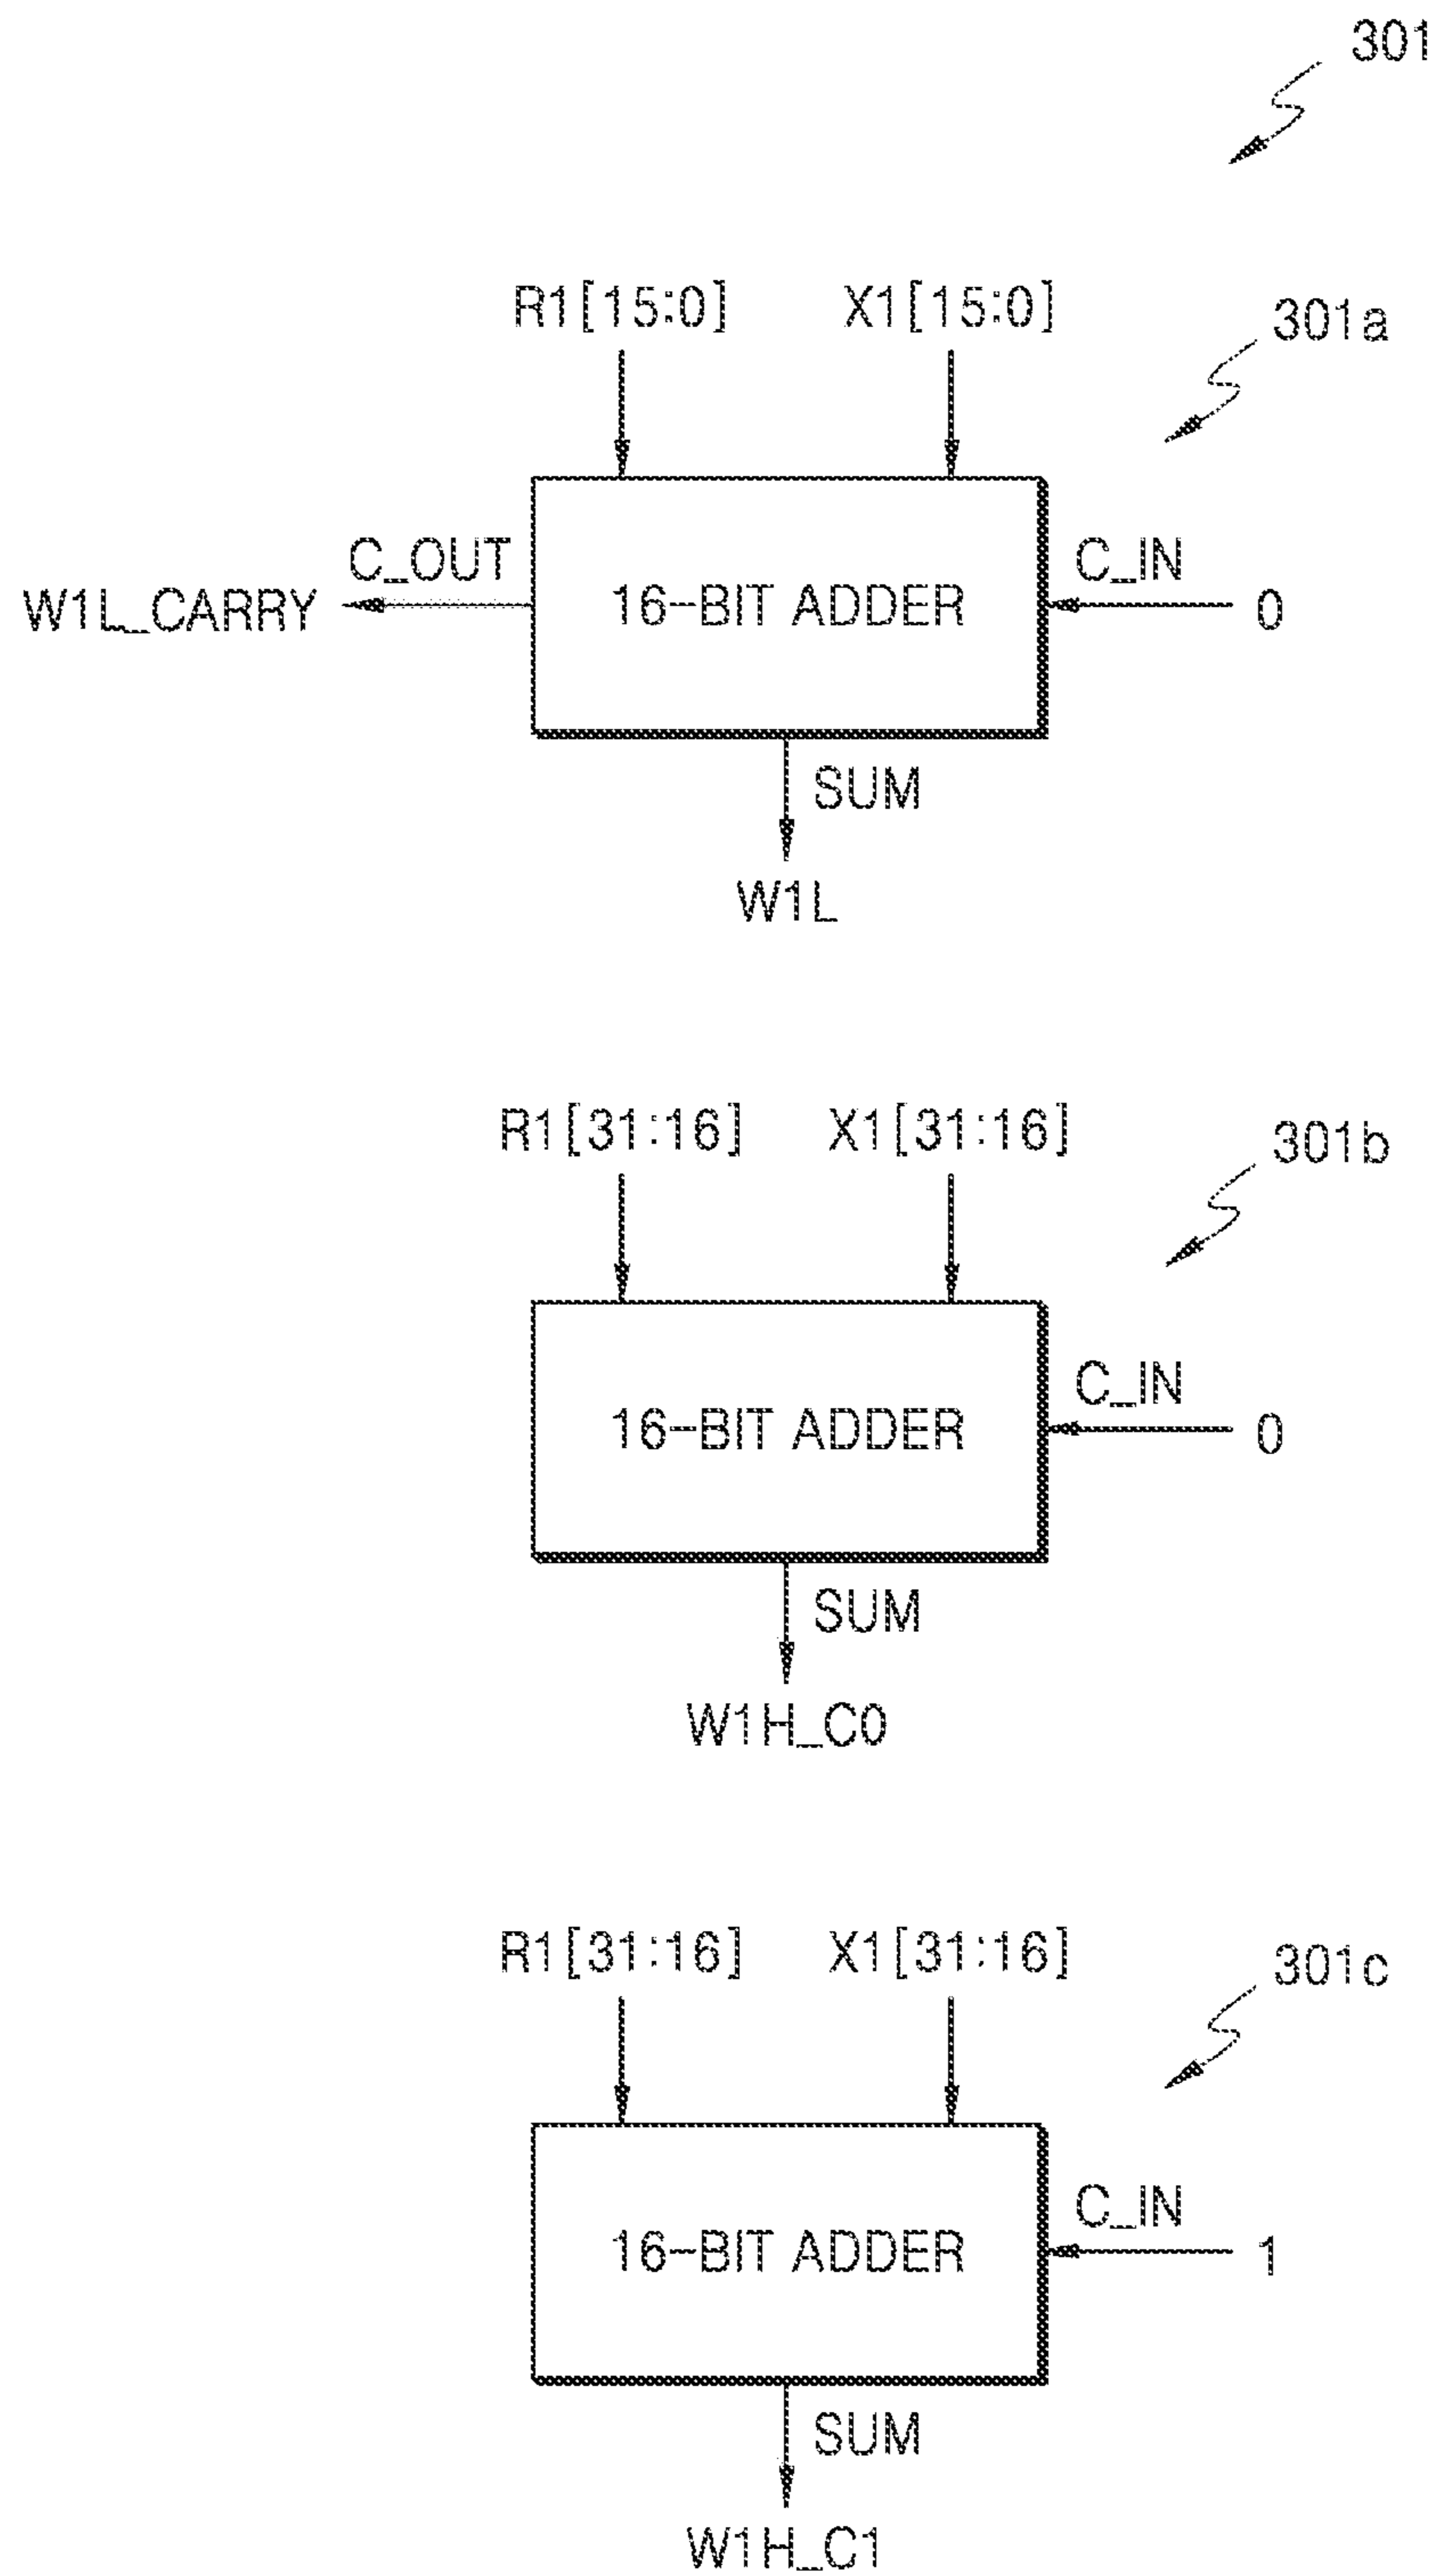 301
R1[15:0] X1[15:0]
301a
C_OUT
C_IN
W1L_CARRY
16-BIT ADDER
0
SUM
W1L
R1[31:16] X1[31:16]
301b
C_IN
16-BIT ADDER
0
SUM
W1H_C0
R1[31:16] X1[31:16]
301c
C_IN
16-BIT ADDER
1
SUM
W1H_C1